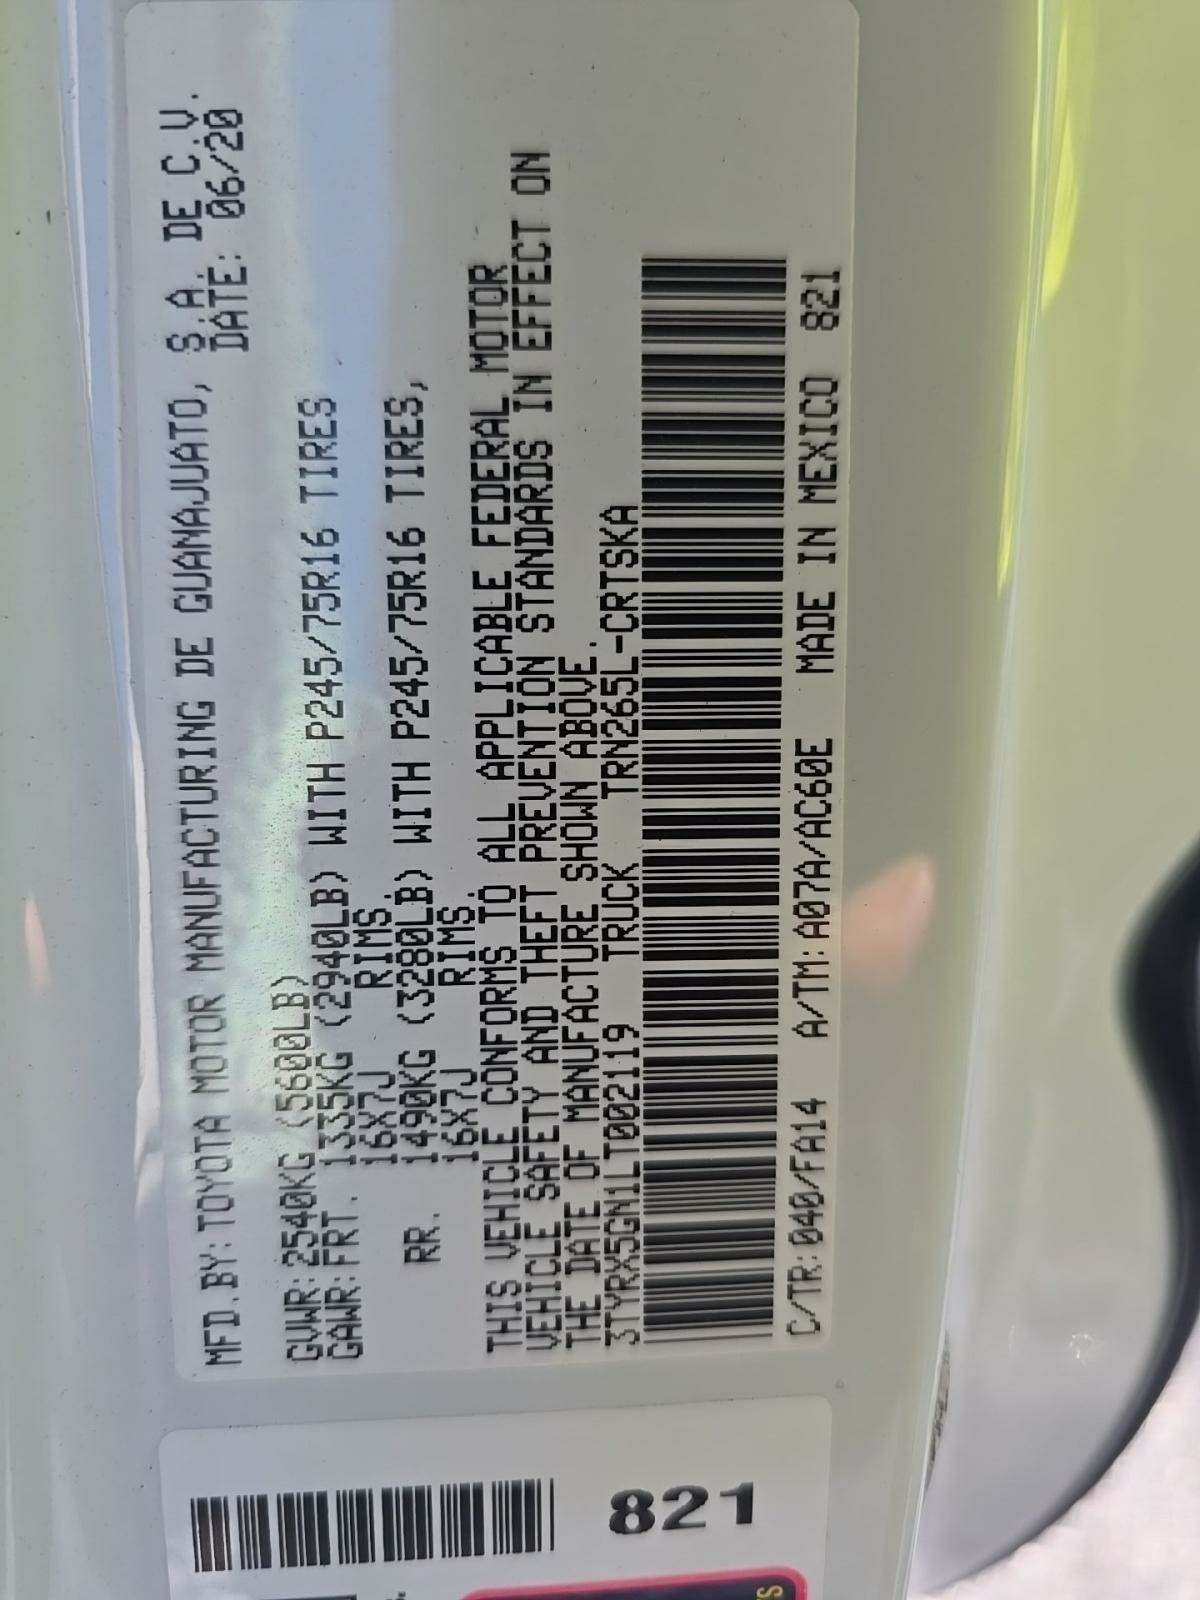 MFD.BY:TOYOTA MOTOR MANUFACTURING DE GUANAJUATO, S.A. DE C.V.
DATE: 06/20
GVWR:2540KG (5600LB)
GAWR:FRT. 1335KG (2940LB) WITH P245/75R16 TIRES
16X7J RIMS.
RR. 1490KG (3280LB) WITH P245/75R16 TIRES,
16X7J RIMS.
THIS VEHICLE CONFORMS TO ALL APPLICABLE FEDERAL MOTOR
VEHICLE SAFETY AND THEFT PREVENTION STANDARDS IN EFFECT ON
THE DATE OF MANUFACTURE SHOWN ABOVE.
3TYRX5GN1LT002119 TRUCK TRN265L-CRTSKA
C/TR:040/FA14 A/TM:A07A/AC60E MADE IN MEXICO 821
821